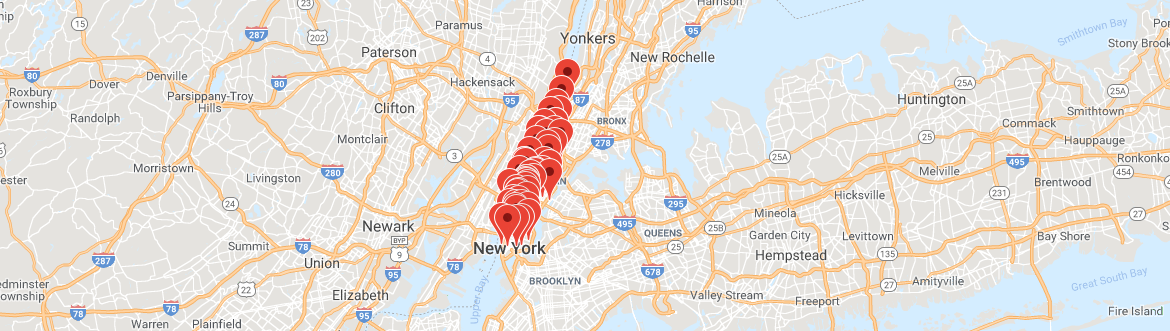 Harrison
23
15
Paramus
95
287
202
Yonkers
Smithtown Bay
Stony Brook
Paterson
4
New Rochelle
80
Denville
80
Hackensack
Dover
25A
Roxbury
Township
Parsippany-Troy
Hills
95
87
25A
Huntington
Clifton
Smithtown
Randolph
BRONX
Commack
Montclair
278
25
Hauppauge
3
25A
495
Ronkonko
Morristown
280
Melville
454
Livingston
Brentwood
ester
231
Hicksville
24
295
Mineola
27
Newark
495
QUEENS
25B
Garden City
Levittown
Bay Shore
Summit
78
BYP
9
New York
25
135
Hempstead
287
Union
95
78
678
BROOKLYN
Amityville
Great South Bay
edminster
ownship
22
Elizabeth
Upper Bay
Valley Stream
27
Freeport
78
78
95
Fire Island
Warren
Plainfield